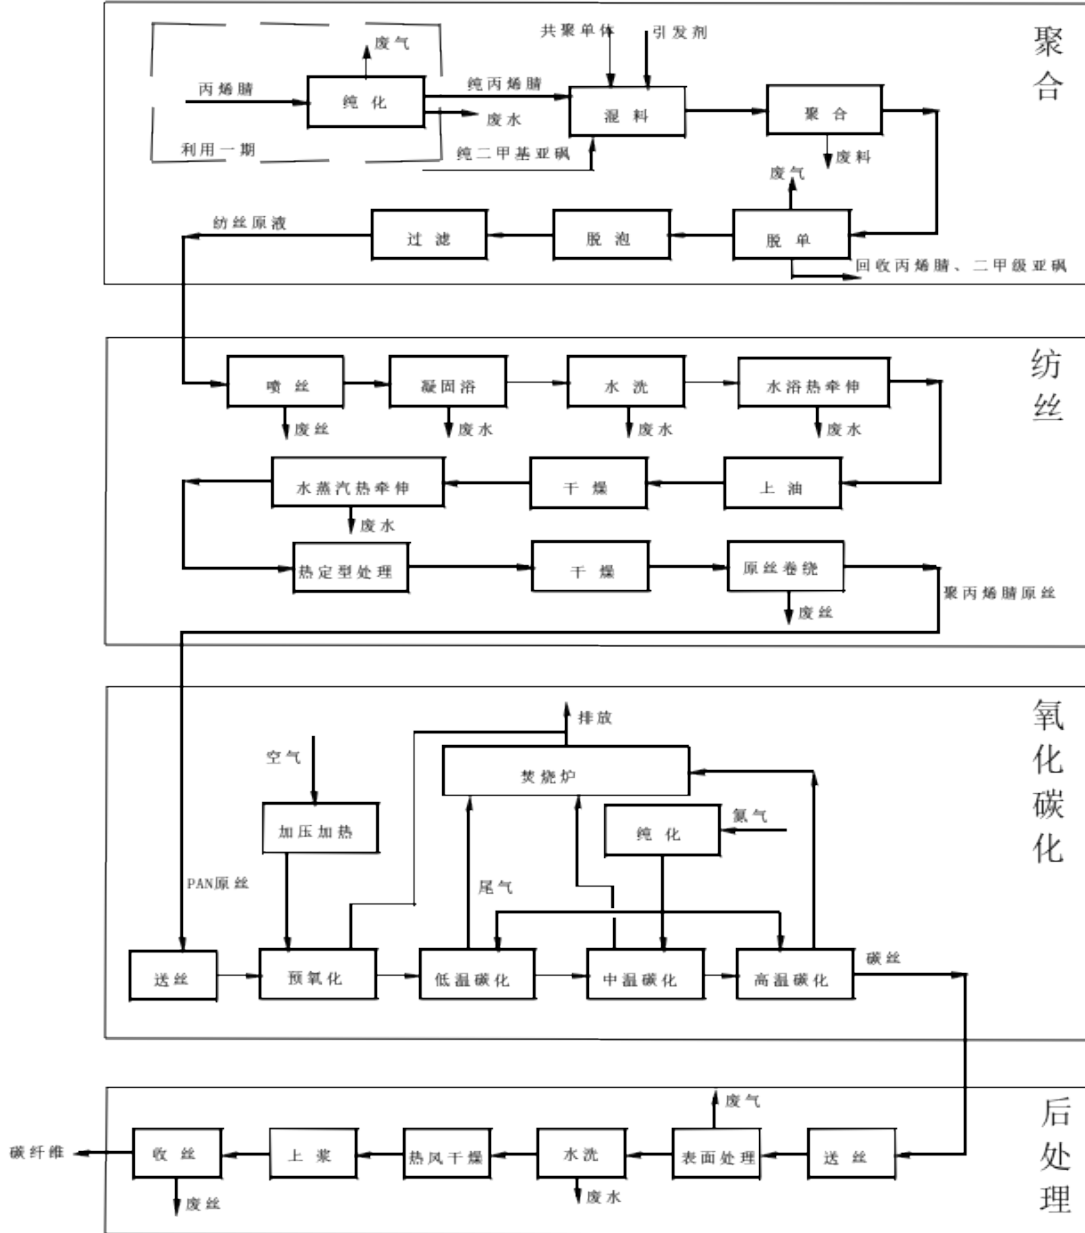 聚合
共聚单体
引发剂
废气
丙烯腈
纯化
纯丙烯腈
混料
聚合
废水
利用一期
纯二甲基亚砜
废料
废气
纺丝原液
过滤
脱泡
脱单
回收丙烯腈、二甲级亚砜
纺丝
喷丝
凝固浴
水洗
水浴热牵伸
废丝
废水
废水
废水
水蒸汽热牵伸
干燥
上油
废水
热定型处理
干燥
原丝卷绕
聚丙烯腈原丝
废丝
氧化碳化
排放
空气
焚烧炉
加压加热
纯化
氮气
PAN原丝
尾气
送丝
预氧化
低温碳化
中温碳化
高温碳化
碳丝
后处理
废气
碳纤维
收丝
上浆
热风干燥
水洗
表面处理
送丝
废丝
废水